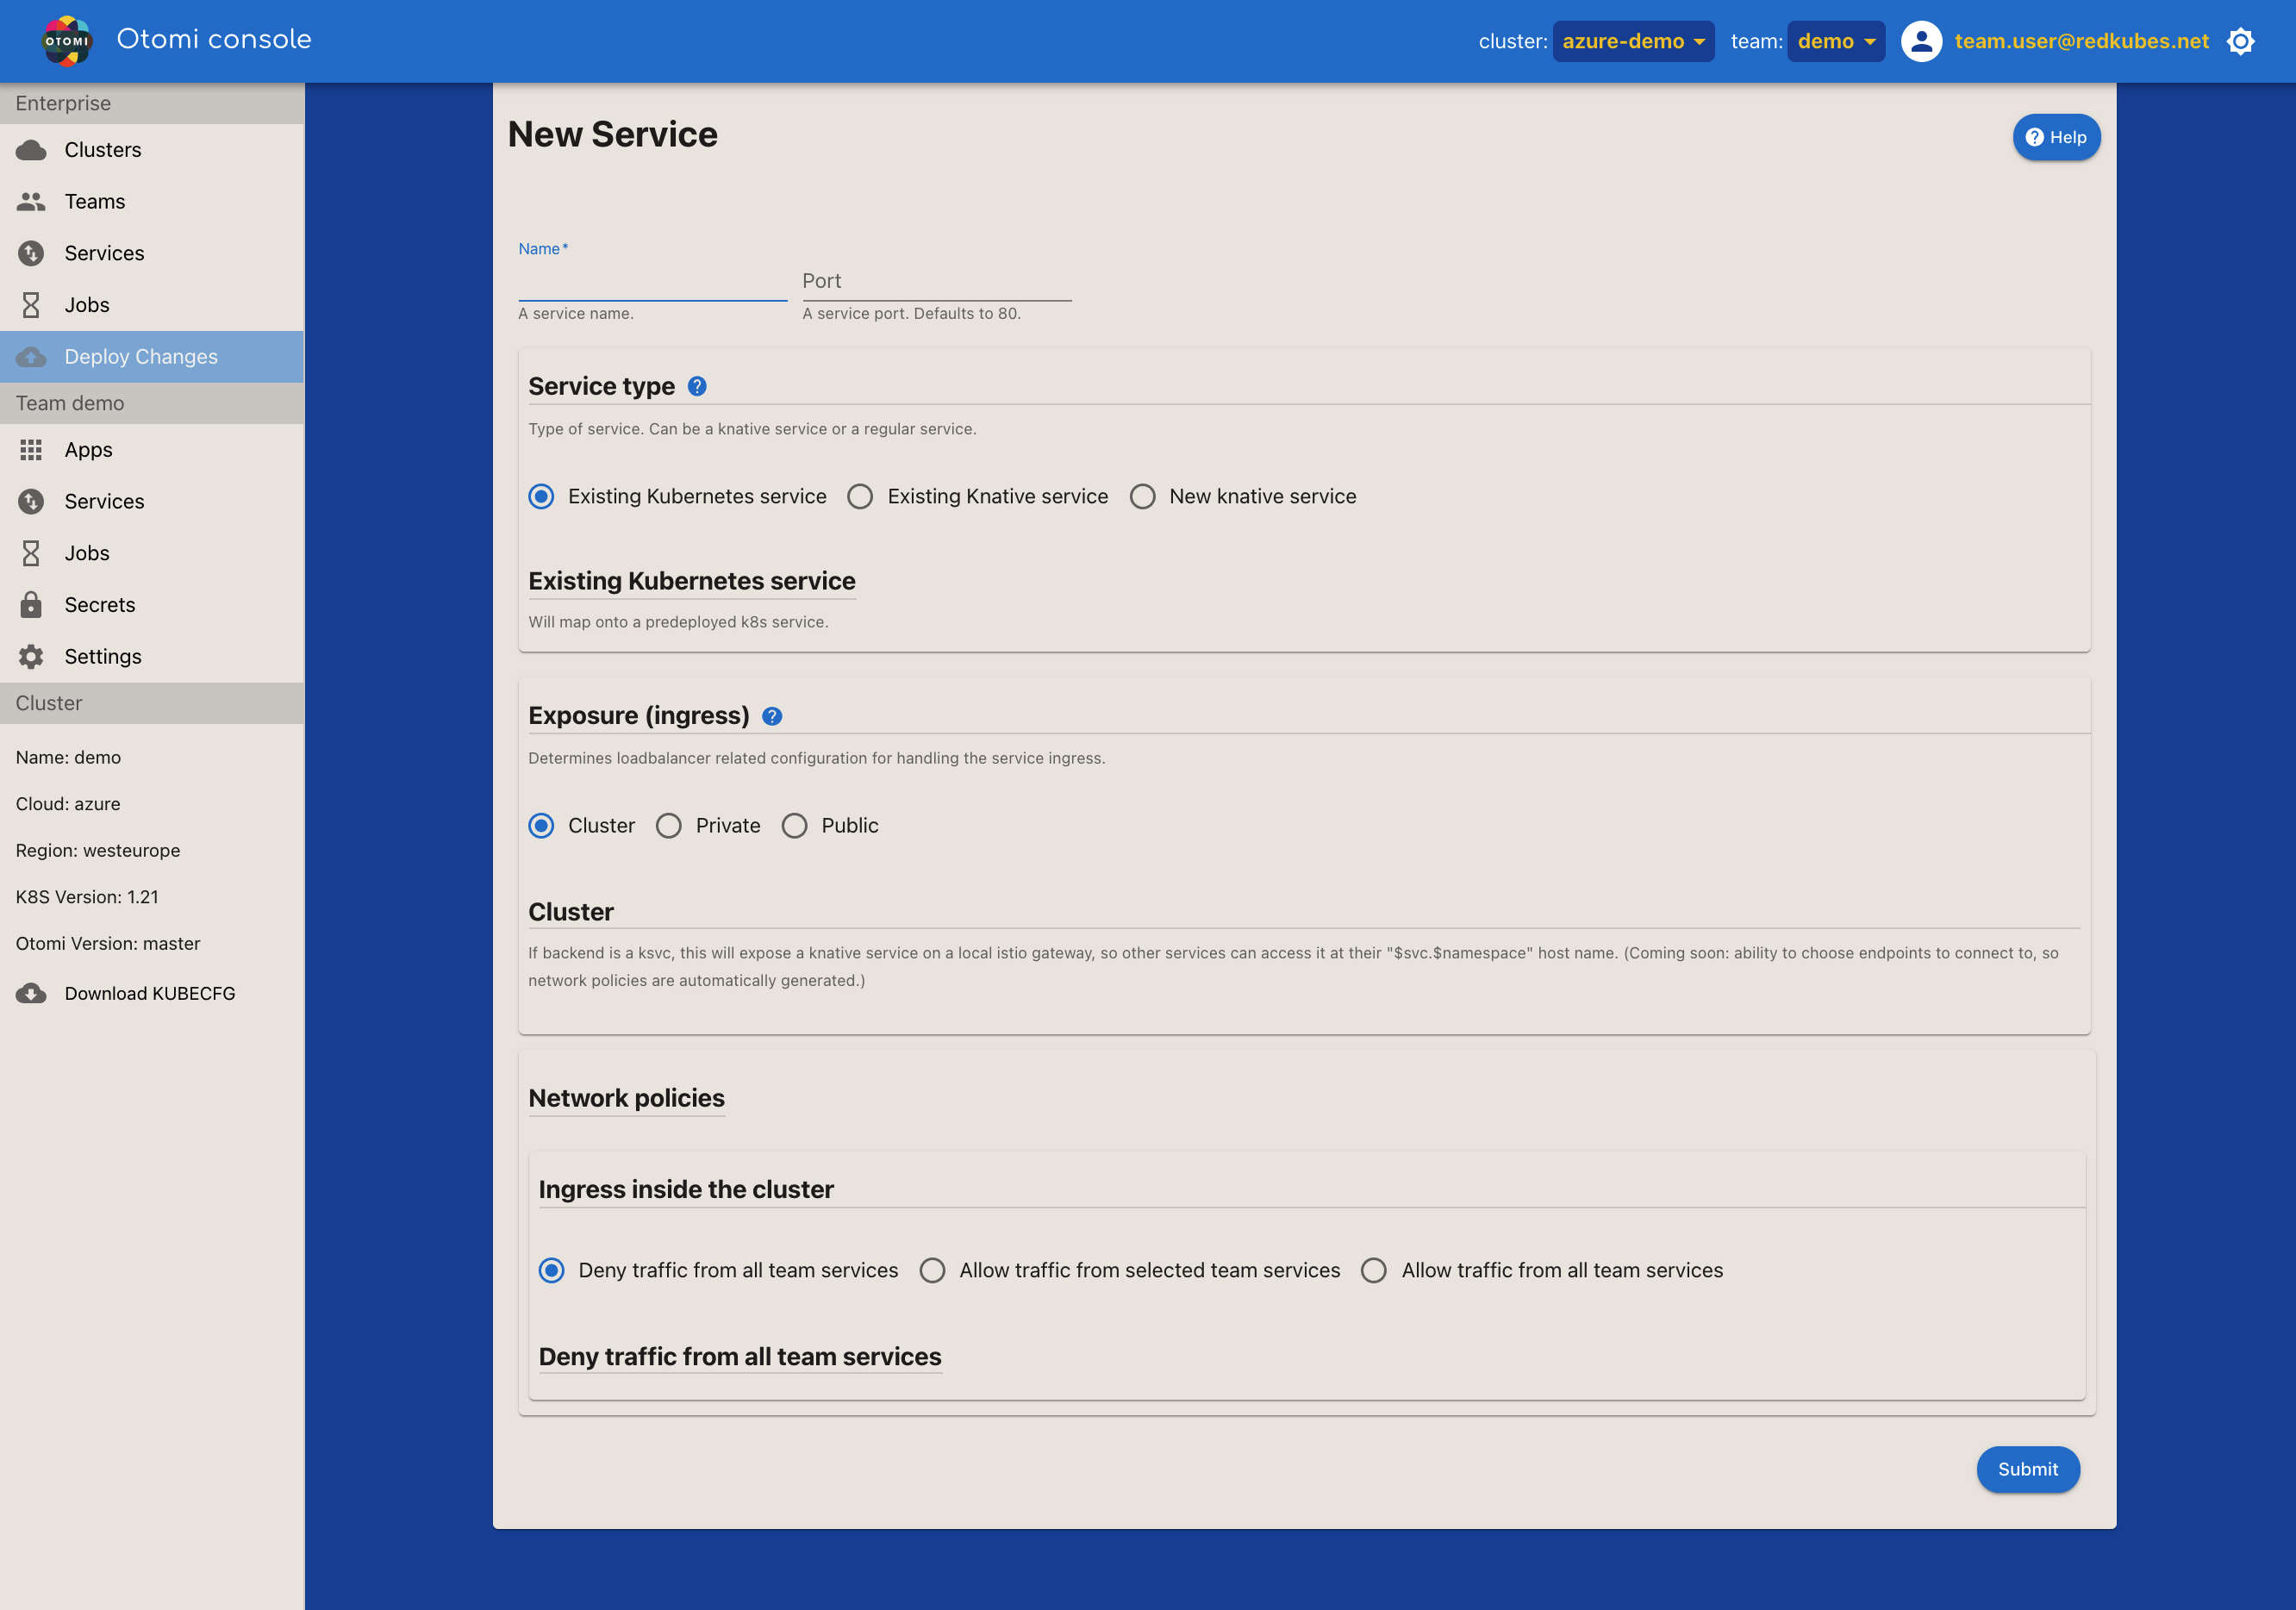 OTOMI
Otomi console
cluster: azure-demo team: demo team.user@redkubes.net
Enterprise
Clusters
Teams
Services
Jobs
Deploy Changes
Team demo
Apps
Services
Jobs
Secrets
Settings
Cluster
Name: demo
Cloud: azure
Region: westeurope
K8S Version: 1.21
Otomi Version: master
Download KUBECFG
New Service
? Help
Name*
Port
A service name.
A service port. Defaults to 80.
Service type ?
Type of service. Can be a knative service or a regular service.
Existing Kubernetes service Existing Knative service New knative service
Existing Kubernetes service
Will map onto a predeployed k8s service.
Exposure (ingress) ?
Determines loadbalancer related configuration for handling the service ingress.
Cluster Private Public
Cluster
If backend is a ksvc, this will expose a knative service on a local istio gateway, so other services can access it at their "$svc.$namespace" host name. (Coming soon: ability to choose endpoints to connect to, so
network policies are automatically generated.)
Network policies
Ingress inside the cluster
Deny traffic from all team services Allow traffic from selected team services Allow traffic from all team services
Deny traffic from all team services
Submit